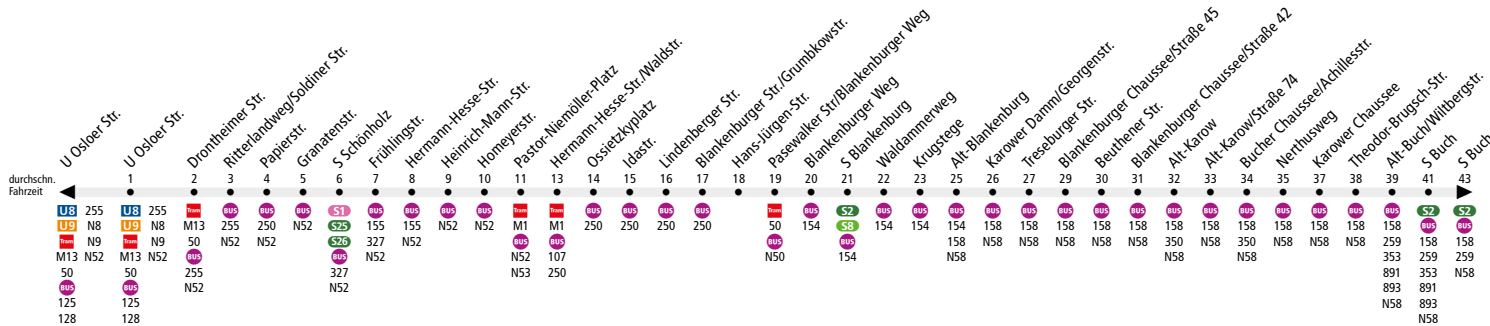 U Osloer Str.
U Osloer Str.
Drontheimer Str.
Ritterlandweg/Soldiner Str.
Papierstr.
Granatenstr.
S Schönholz
Frühlingstr.
Hermann-Hesse-Str.
Heinrich-Mann-Str.
Homeyerstr.
Pastor-Niemöller-Platz
Hermann-Hesse-Str./Waldstr.
Ossietzkyplatz
Idastr.
Lindenberger Str.
Blankenburger Str./Grumbkowstr.
Hans-Jürgen-Str.
Pasewalker Str/Blankenburger Weg
Blankenburger Weg
S Blankenburg
Waldammerweg
Krugstege
Alt-Blankenburg
Karower Damm/Georgenstr.
Treseburger Str.
Blankenburger Chaussee/Straße 45
Beuthener Str.
Blankenburger Chaussee/Straße 42
Alt-Karow
Alt-Karow/Straße 74
Bucher Chaussee/Achillesstr.
Nerthusweg
Karower Chaussee
Theodor-Brugsch-Str.
Alt-Buch/Wiltbergstr.
S Buch
S Buch
durchschn. 1 2 3 4 5 6 7 8 9 10 11 13 14 15 16 17 18 19 20 21 22 23 25 26 27 29 30 31 32 33 34 35 37 38 39 41 43
Fahrzeit
U8 255
U9 N8
Tram N9
M13 N52
50
BUS
125
128
U8 255
U9 N8
Tram N9
M13 N52
50
BUS
125
128
Tram
M13
50
BUS
255
N52
BUS
255
N52
BUS
250
N52
BUS
N52
S1
S25
S26
BUS
327
N52
BUS
155
327
N52
BUS
155
N52
BUS
N52
BUS
N52
Tram
M1
BUS
N52
N53
Tram
M1
BUS
107
250
BUS
250
BUS
250
BUS
250
BUS
250
Tram
50
BUS
N50
BUS
154
S2
S8
BUS
154
BUS
154
BUS
154
BUS
154
158
N58
BUS
158
N58
BUS
158
N58
BUS
158
N58
BUS
158
N58
BUS
158
N58
BUS
158
350
N58
BUS
158
N58
BUS
158
350
N58
BUS
158
N58
BUS
158
N58
BUS
158
N58
BUS
158
259
353
891
893
N58
S2
BUS
158
259
353
891
893
N58
S2
BUS
158
259
N58